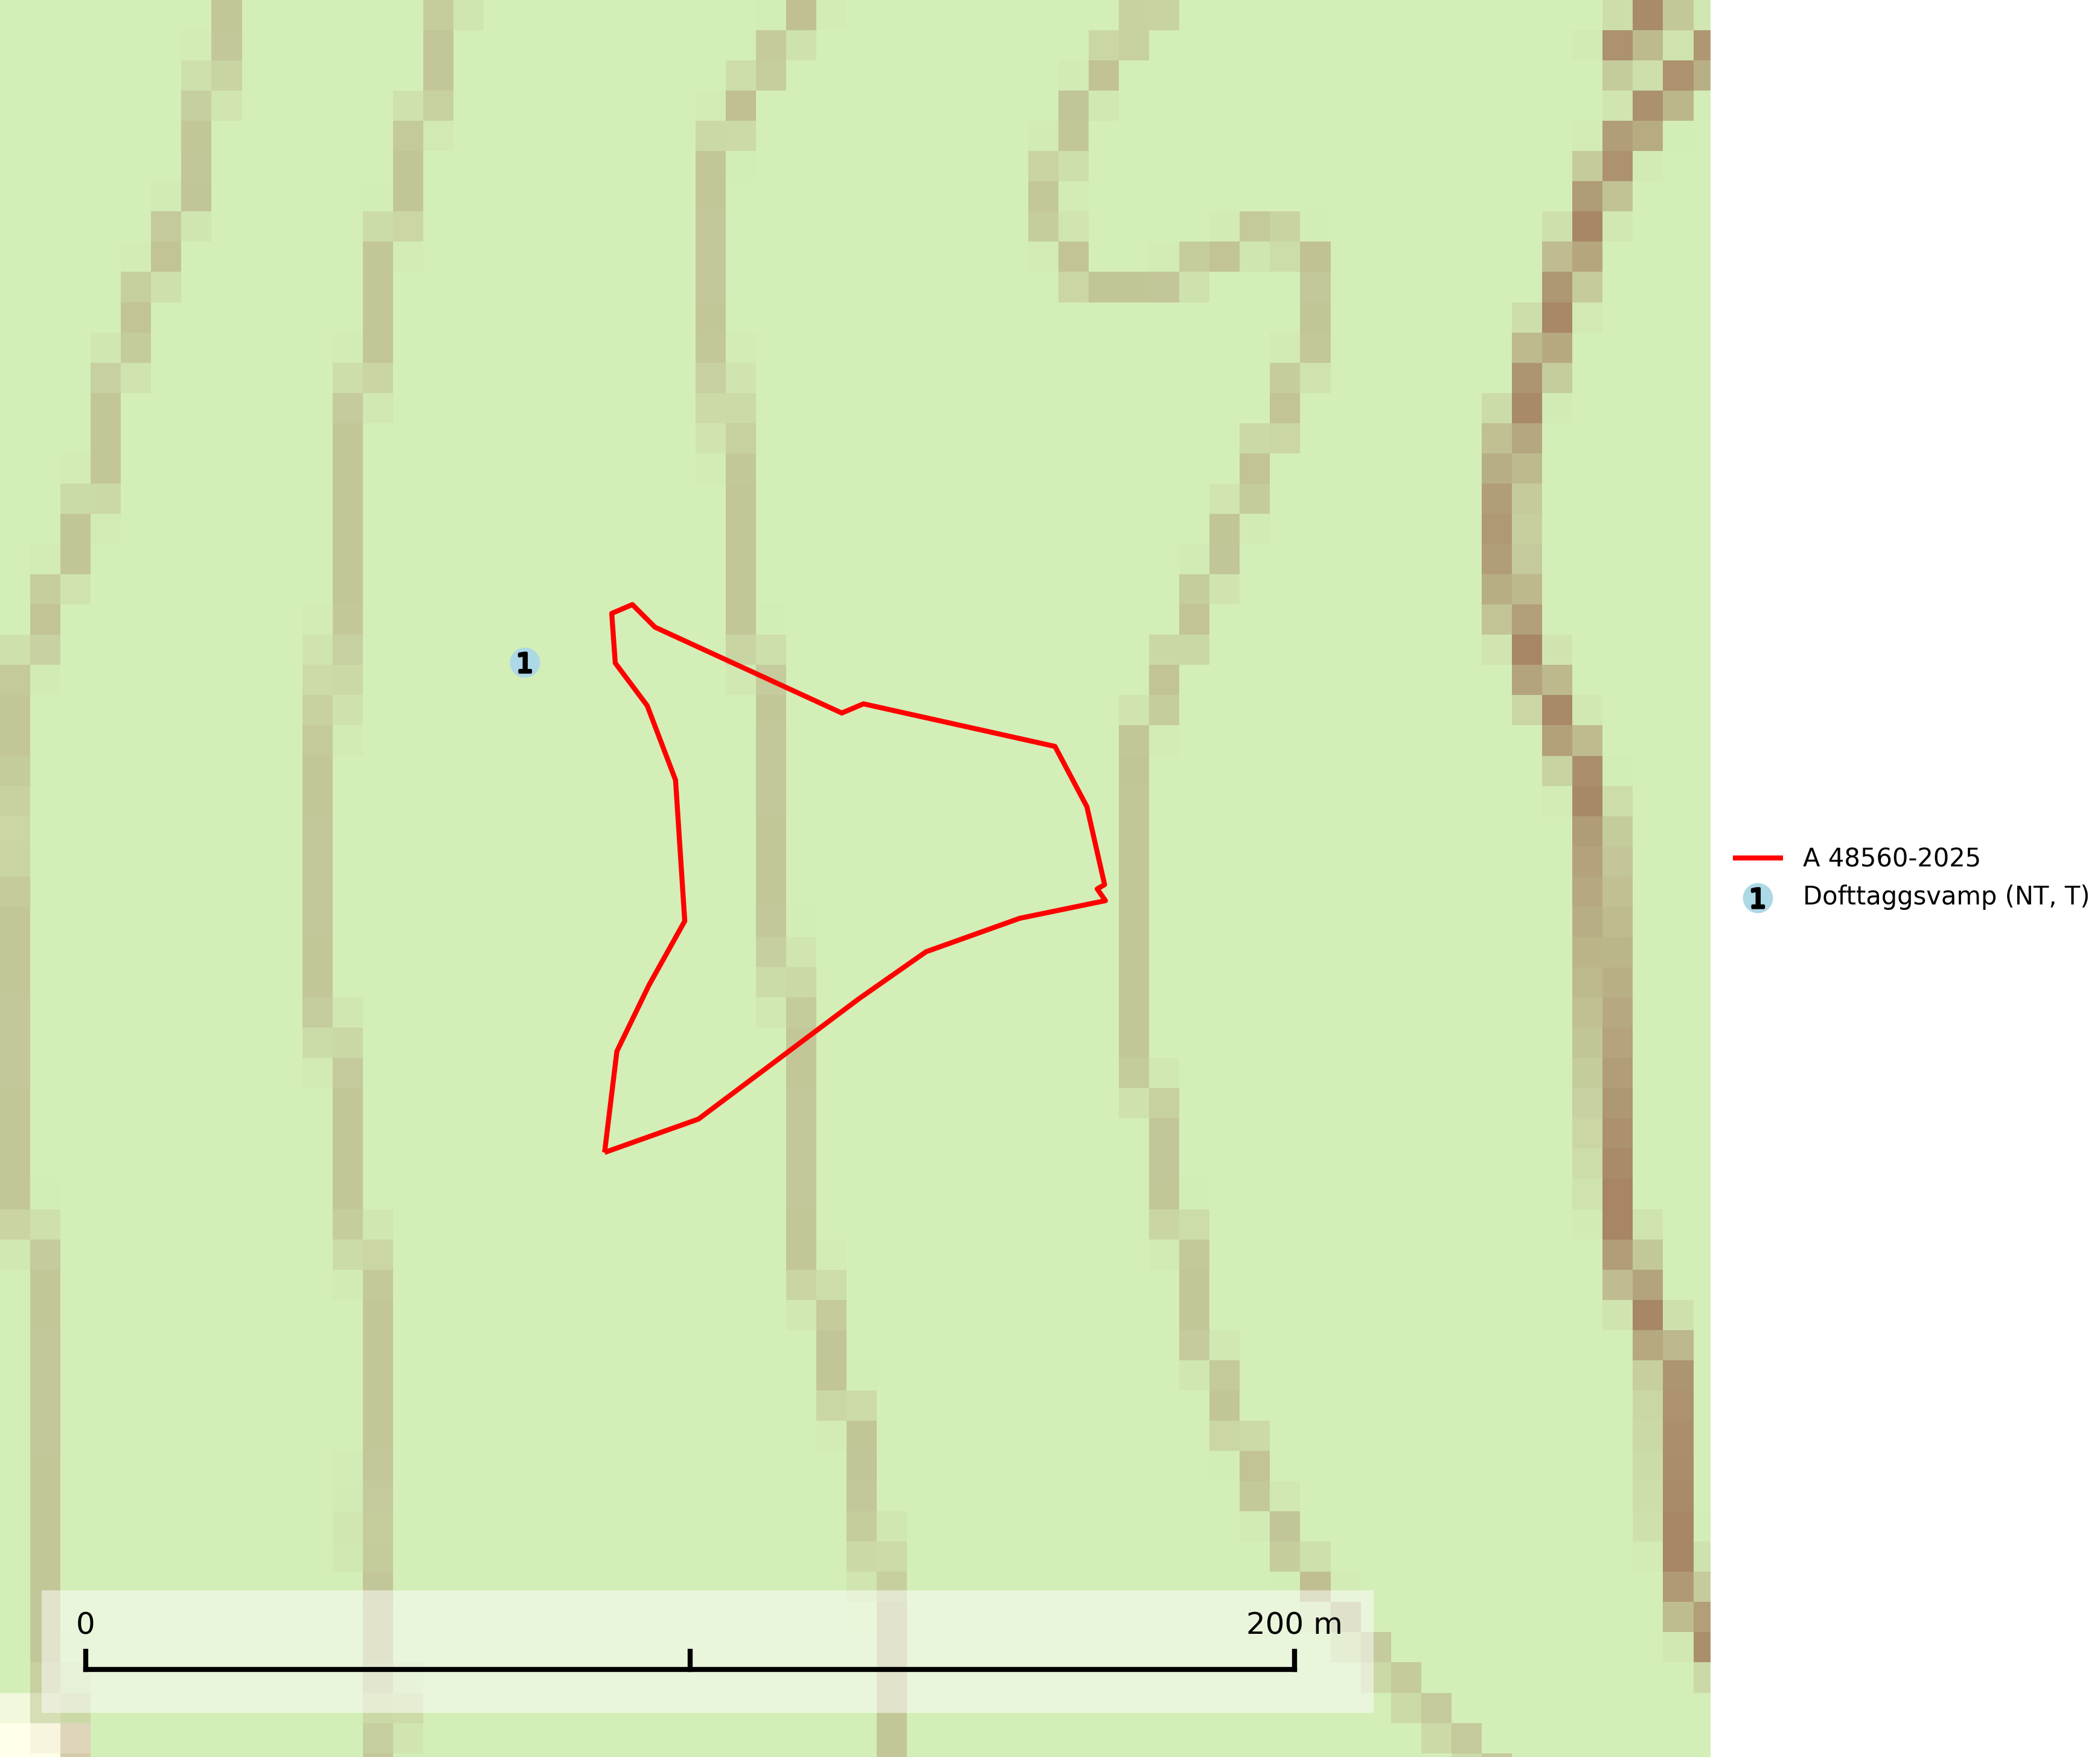 1
A 48560-2025
1 Dofttaggsvamp (NT, T)
0 200 m